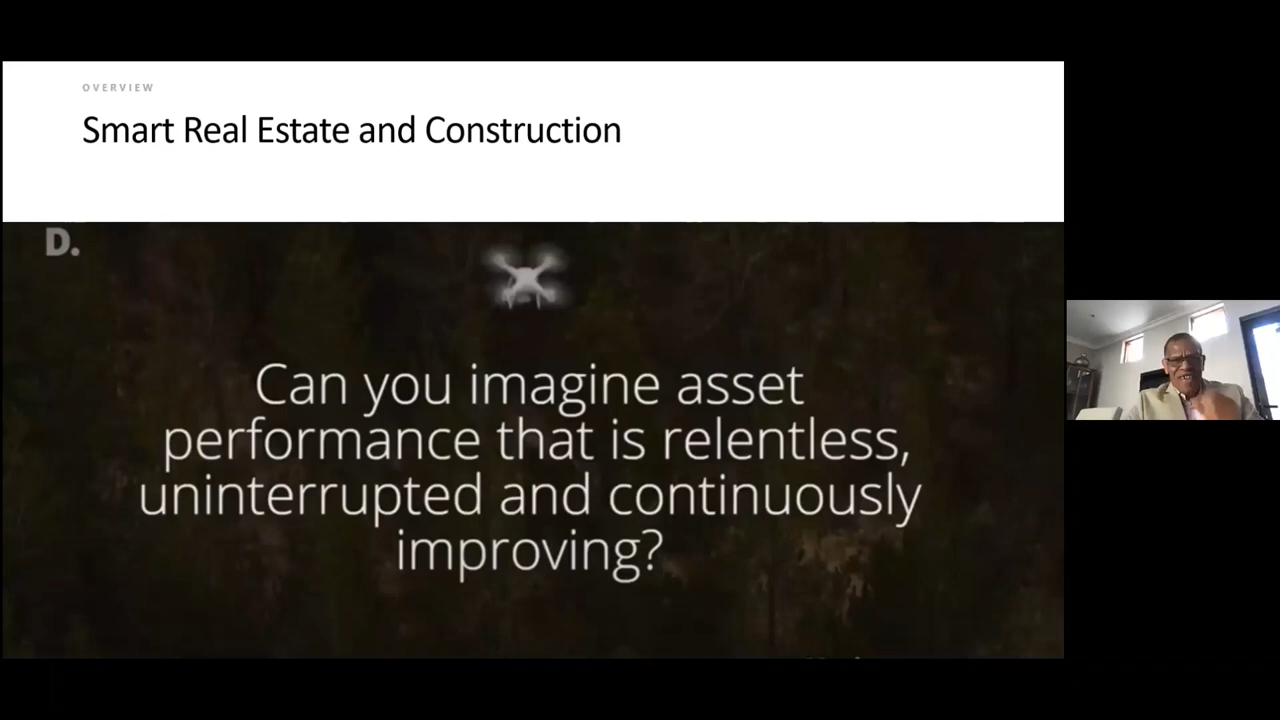 OVERVIEW
Smart Real Estate and Construction
D.
Can you imagine asset
performance that is relentless,
uninterrupted and continuously
improving?